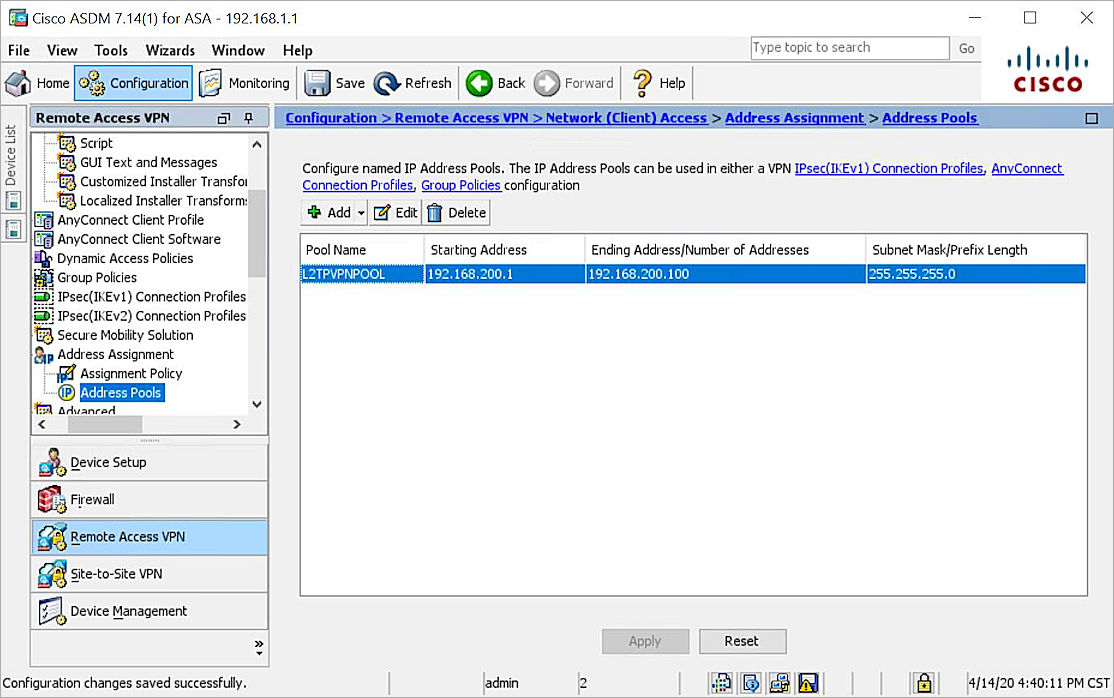 Cisco ASDM 7.14(1) for ASA - 192.168.1.1
File View Tools Wizards Window Help
Type topic to search Go
Home Configuration Monitoring Save Refresh Back Forward Help
CISCO
Device List
Remote Access VPN
Configuration > Remote Access VPN > Network (Client) Access > Address Assignment > Address Pools
Script
GUI Text and Messages
Customized Installer Transfor
Localized Installer Transforms
AnyConnect Client Profile
AnyConnect Client Software
Dynamic Access Policies
Group Policies
IPsec(IKEv1) Connection Profiles
IPsec(IKEv2) Connection Profiles
Secure Mobility Solution
Address Assignment
Assignment Policy
Address Pools
Advanced
Device Setup
Firewall
Remote Access VPN
Site-to-Site VPN
Device Management
Configure named IP Address Pools. The IP Address Pools can be used in either a VPN IPsec(IKEv1) Connection Profiles, AnyConnect
Connection Profiles, Group Policies configuration
Add Edit Delete
Pool Name Starting Address Ending Address/Number of Addresses Subnet Mask/Prefix Length
L2TPVPNPOOL 192.168.200.1 192.168.200.100 255.255.255.0
Apply Reset
Configuration changes saved successfully. admin 2 4/14/20 4:40:11 PM CST